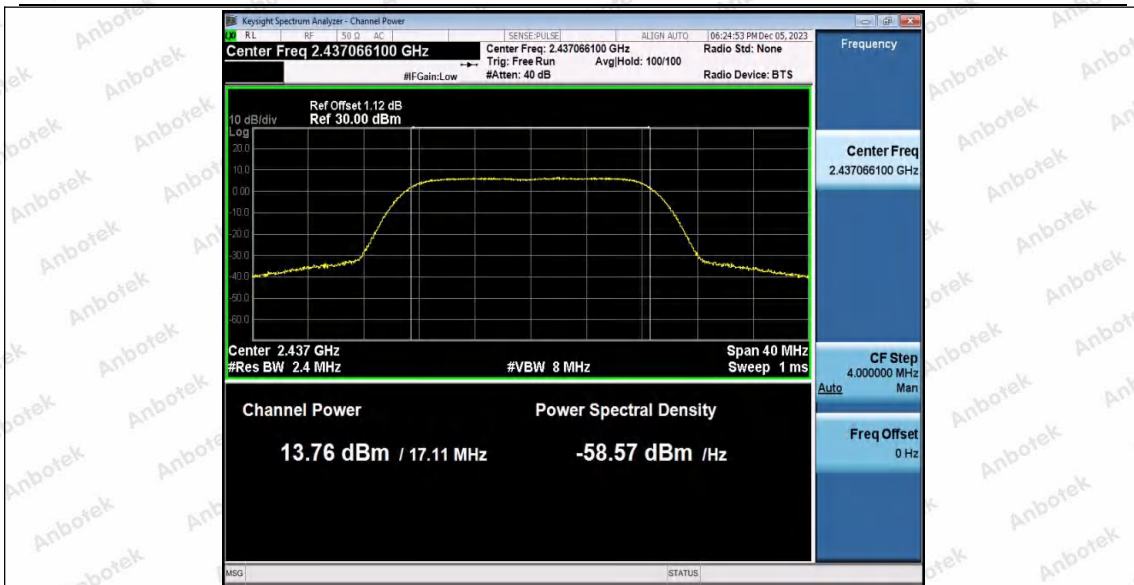 Keysight Spectrum Analyzer - Channel Power
LXI RL RF 50 Ω AC SENSE:PULSE ALIGN AUTO 06:24:53 PM Dec 05, 2023
Center Freq 2.437066100 GHz
#IFGain:Low
Center Freq: 2.437066100 GHz
Trig: Free Run Avg|Hold: 100/100
#Atten: 40 dB
Radio Std: None
Radio Device: BTS
Ref Offset 1.12 dB
10 dB/div Ref 30.00 dBm
Log
20.0
10.0
0.00
-10.0
-20.0
-30.0
-40.0
-50.0
-60.0
Center 2.437 GHz Span 40 MHz
#Res BW 2.4 MHz #VBW 8 MHz Sweep 1 ms
Channel Power Power Spectral Density
13.76 dBm / 17.11 MHz -58.57 dBm /Hz
Frequency
Center Freq
2.437066100 GHz
CF Step
4.000000 MHz
Auto Man
Freq Offset
0 Hz
MSG STATUS
Anbotek